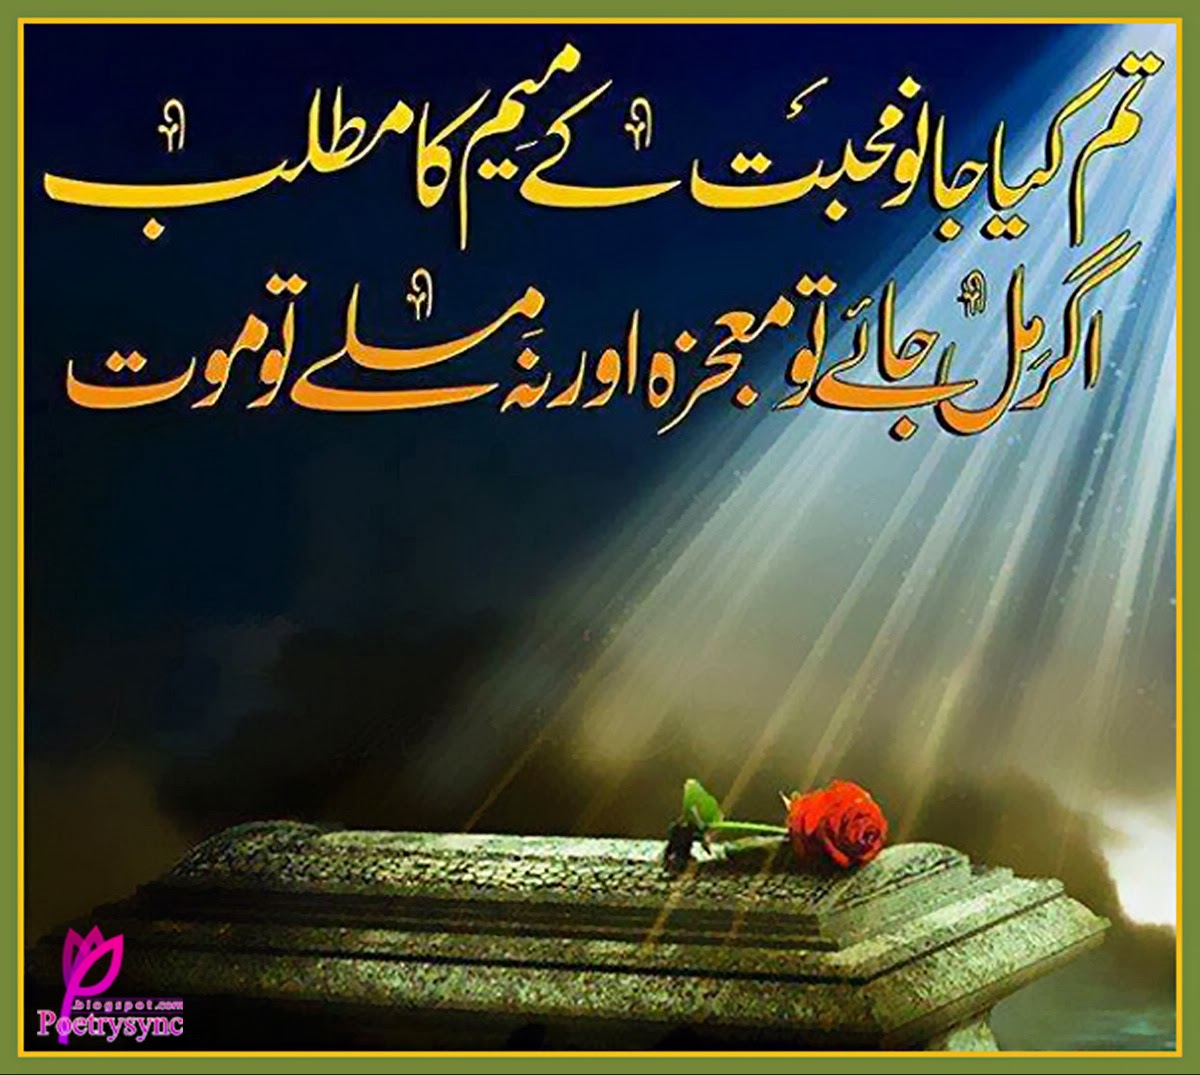 تم کیا جانو محبت کے میم کا مطلب
اگر مِل جائے تو معجزہ اور نہ ملے تو موت
blogspot.com
Poetrysync